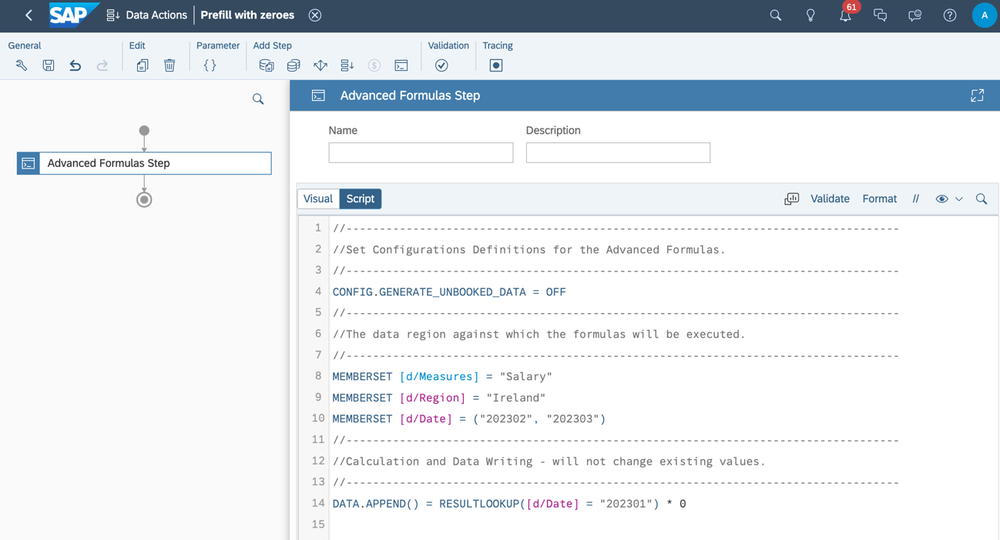 SAP Data Actions Prefill with zeroes 61 A
General Edit Parameter Add Step Validation Tracing
Advanced Formulas Step
Name Description
Advanced Formulas Step
Visual Script Validate Format //
1 //-----------------------------------------------------------------------------------
2 //Set Configurations Definitions for the Advanced Formulas.
3 //-----------------------------------------------------------------------------------
4 CONFIG.GENERATE_UNBOOKED_DATA = OFF
5 //-----------------------------------------------------------------------------------
6 //The data region against which the formulas will be executed.
7 //-----------------------------------------------------------------------------------
8 MEMBERSET [d/Measures] = "Salary"
9 MEMBERSET [d/Region] = "Ireland"
10 MEMBERSET [d/Date] = ("202302", "202303")
11 //-----------------------------------------------------------------------------------
12 //Calculation and Data Writing - will not change existing values.
13 //-----------------------------------------------------------------------------------
14 DATA.APPEND() = RESULTLOOKUP([d/Date] = "202301") * 0
15